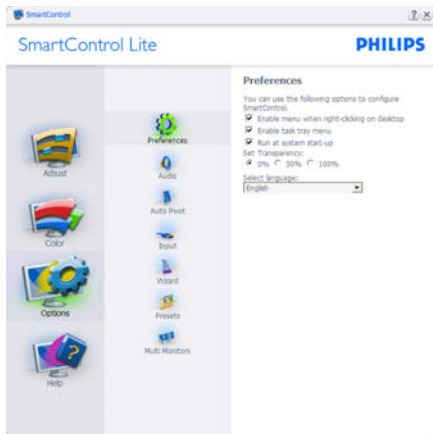 SmartControl
SmartControl Lite
PHILIPS
Adjust
Color
Options
Help
Preferences
Audio
Auto Pivot
Input
Wizard
Presets
Multi Monitors
Preferences
You can use the following options to configure
SmartControl.
Enable menu when right-clicking on desktop
Enable task tray menu
Run at system start-up
Set Transparency:
0% 50% 100%
Select language:
English